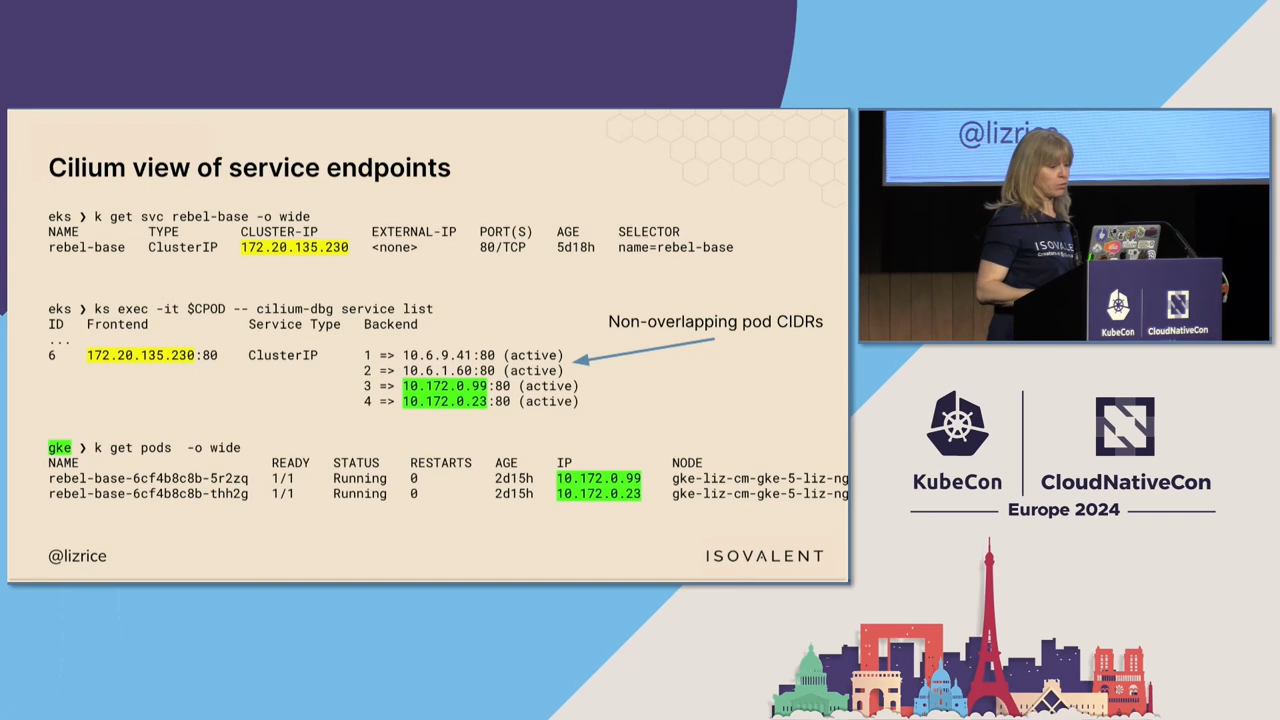 Cilium view of service endpoints
eks ❯ k get svc rebel-base -o wide
NAME TYPE CLUSTER-IP EXTERNAL-IP PORT(S) AGE SELECTOR
rebel-base ClusterIP 172.20.135.230 <none> 80/TCP 5d18h name=rebel-base
eks ❯ ks exec -it $CPOD -- cilium-dbg service list
ID Frontend Service Type Backend
...
6 172.20.135.230:80 ClusterIP 1 => 10.6.9.41:80 (active)
2 => 10.6.1.60:80 (active)
3 => 10.172.0.99:80 (active)
4 => 10.172.0.23:80 (active)
Non-overlapping pod CIDRs
gke ❯ k get pods -o wide
NAME READY STATUS RESTARTS AGE IP NODE
rebel-base-6cf4b8c8b-5r2zq 1/1 Running 0 2d15h 10.172.0.99 gke-liz-cm-gke-5-liz-ng
rebel-base-6cf4b8c8b-thh2g 1/1 Running 0 2d15h 10.172.0.23 gke-liz-cm-gke-5-liz-ng
@lizrice
ISOVALENT
@lizrice
ISOVALE
KubeCon
CloudNativeCon
KubeCon
CloudNativeCon
Europe 2024